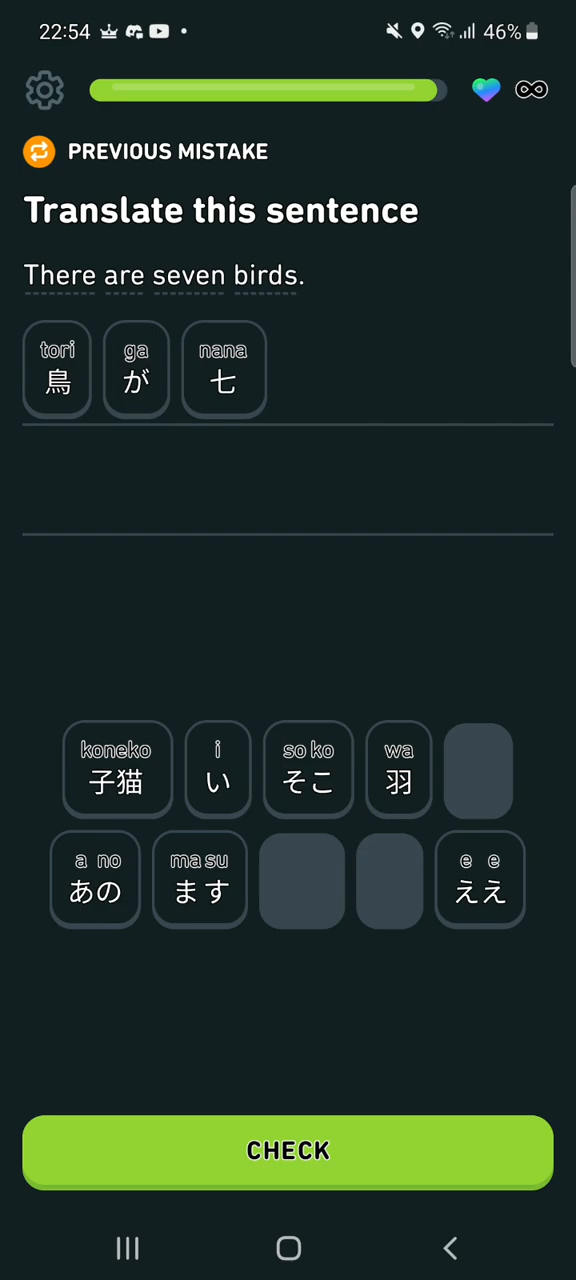 22:54 46%
PREVIOUS MISTAKE
Translate this sentence
There are seven birds.
tori ga nana
鳥 が 七
koneko i so ko wa
子猫 い そこ 羽
a no ma su e e
あの ます ええ
CHECK